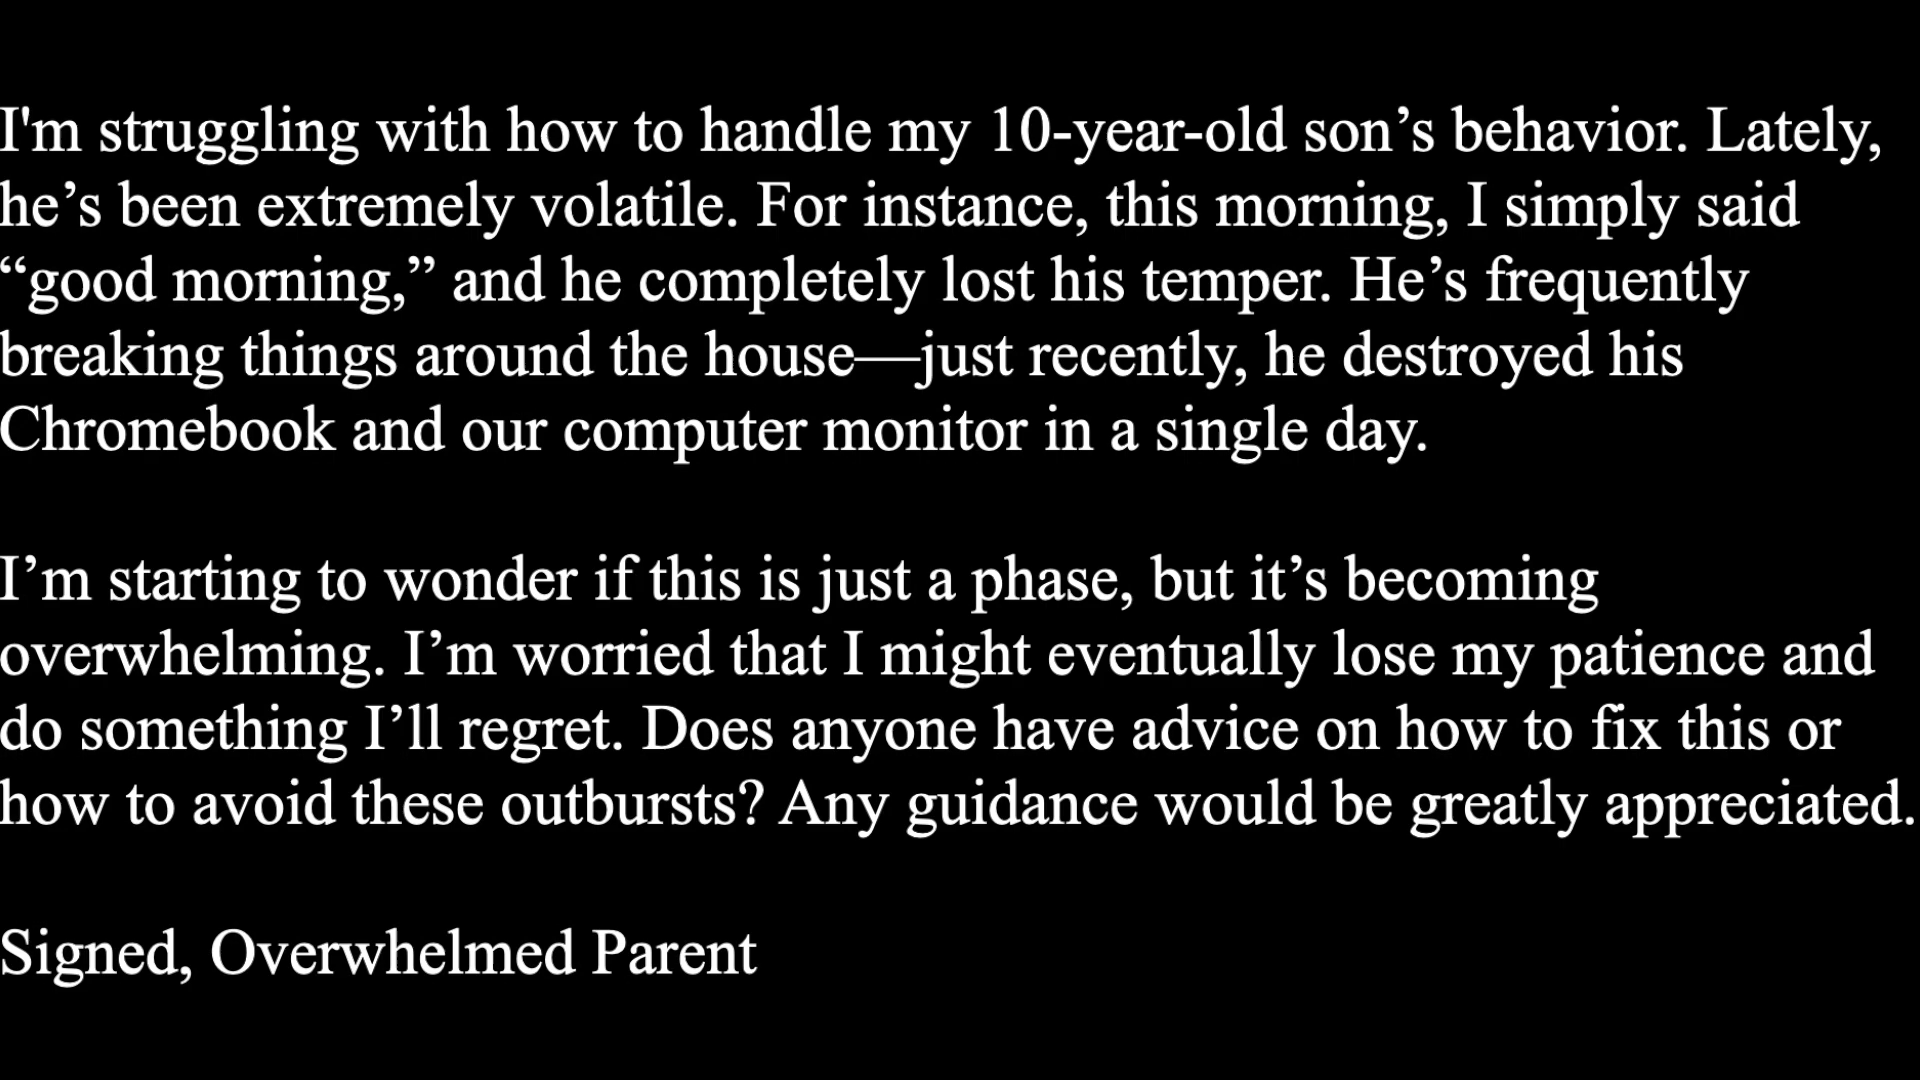 I'm struggling with how to handle my 10-year-old son’s behavior. Lately,
he’s been extremely volatile. For instance, this morning, I simply said
“good morning,” and he completely lost his temper. He’s frequently
breaking things around the house—just recently, he destroyed his
Chromebook and our computer monitor in a single day.
I’m starting to wonder if this is just a phase, but it’s becoming
overwhelming. I’m worried that I might eventually lose my patience and
do something I’ll regret. Does anyone have advice on how to fix this or
how to avoid these outbursts? Any guidance would be greatly appreciated.
Signed, Overwhelmed Parent